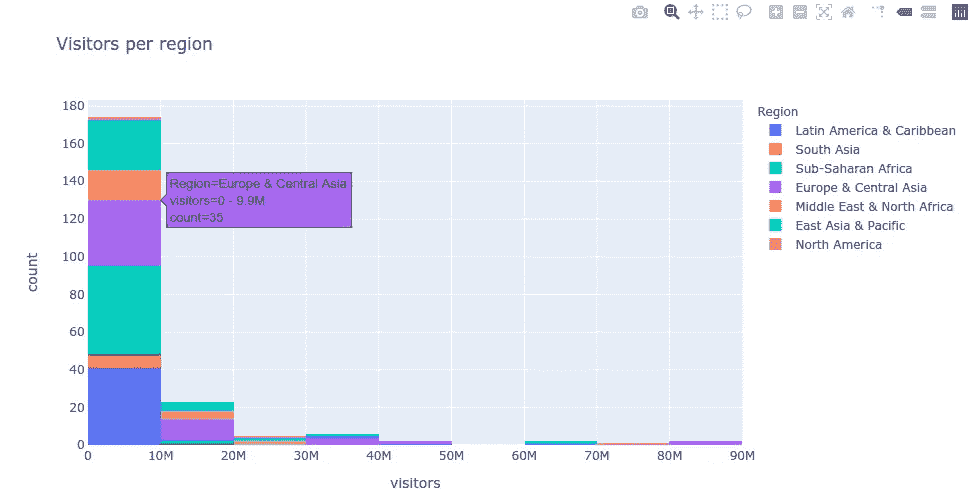 Visitors per region
180
160
140
120
100
80
60
40
20
0
count
Region=Europe & Central Asia
visitors=0 - 9.9M
count=35
0 10M 20M 30M 40M 50M 60M 70M 80M 90M
visitors
Region
Latin America & Caribbean
South Asia
Sub-Saharan Africa
Europe & Central Asia
Middle East & North Africa
East Asia & Pacific
North America